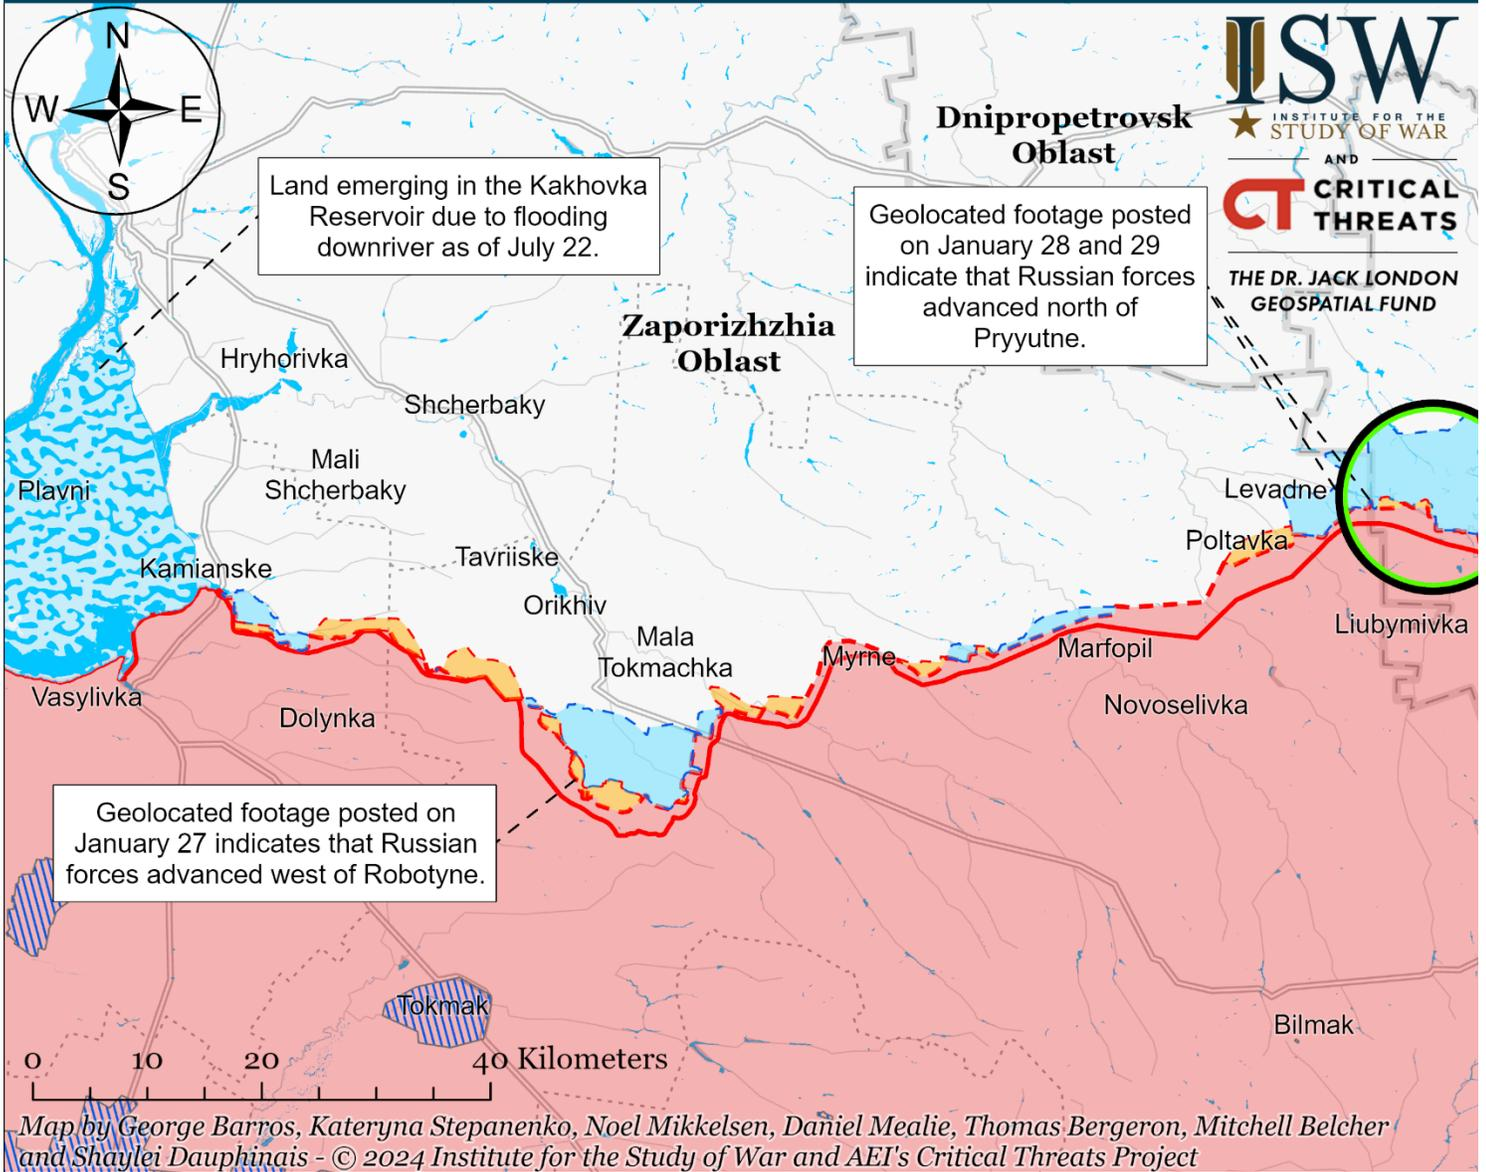 N
W E
S
ISW
INSTITUTE FOR THE
STUDY OF WAR
AND
CT CRITICAL
THREATS
THE DR. JACK LONDON
GEOSPATIAL FUND
Dnipropetrovsk
Oblast
Land emerging in the Kakhovka
Reservoir due to flooding
downriver as of July 22.
Geolocated footage posted
on January 28 and 29
indicate that Russian forces
advanced north of
Pryyutne.
Zaporizhzhia
Oblast
Hryhorivka
Shcherbaky
Mali
Shcherbaky
Plavni
Levadne
Poltavka
Kamianske
Tavriiske
Orikhiv
Liubymivka
Mala
Tokmachka
Myrne
Marfopil
Vasylivka
Dolynka
Novoselivka
Geolocated footage posted on
January 27 indicates that Russian
forces advanced west of Robotyne.
Tokmak
Bilmak
0 10 20 40 Kilometers
Map by George Barros, Kateryna Stepanenko, Noel Mikkelsen, Daniel Mealie, Thomas Bergeron, Mitchell Belcher
and Shaylei Dauphinais - © 2024 Institute for the Study of War and AEI's Critical Threats Project